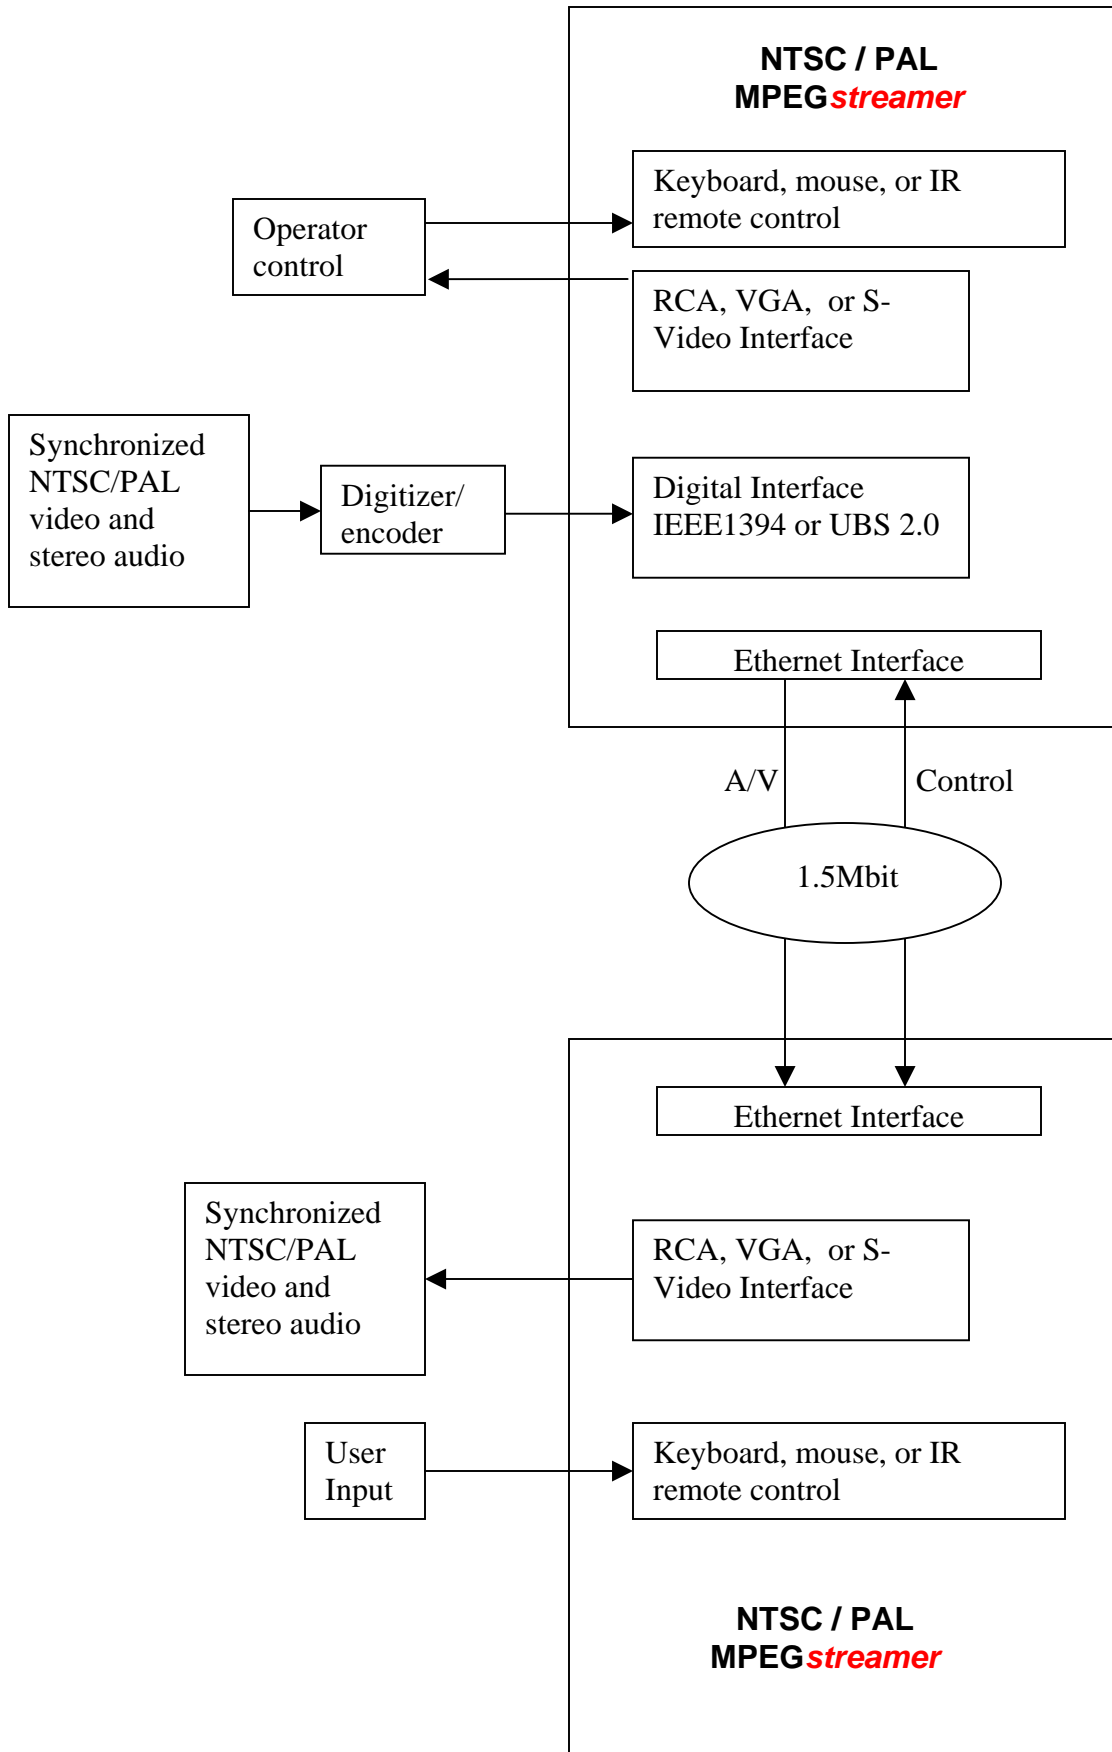 NTSC / PAL
MPEGstreamer
Keyboard, mouse, or IR
remote control
Operator
control
RCA, VGA,  or S-
Video Interface
Synchronized
NTSC/PAL
video and
stereo audio
Digitizer/
encoder
Digital Interface
IEEE1394 or UBS 2.0
Ethernet Interface
A/V
Control
1.5Mbit
Ethernet Interface
Synchronized
NTSC/PAL
video and
stereo audio
RCA, VGA,  or S-
Video Interface
User
Input
Keyboard, mouse, or IR
remote control
NTSC / PAL
MPEGstreamer